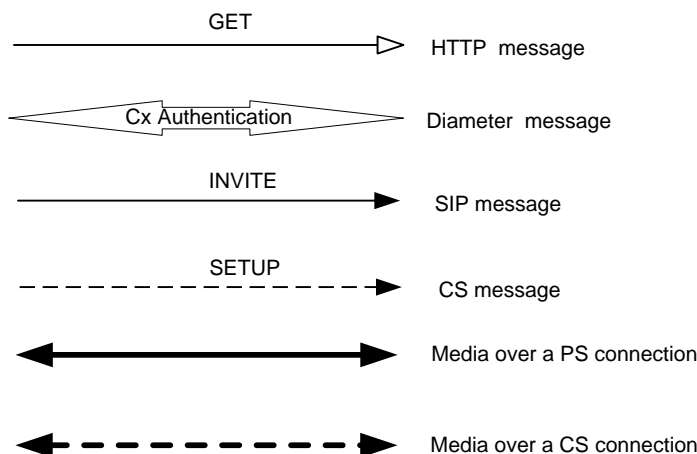 GET
HTTP message
Cx Authentication
Diameter message
INVITE
SIP message
SETUP
CS message
Media over a PS connection
Media over a CS connection